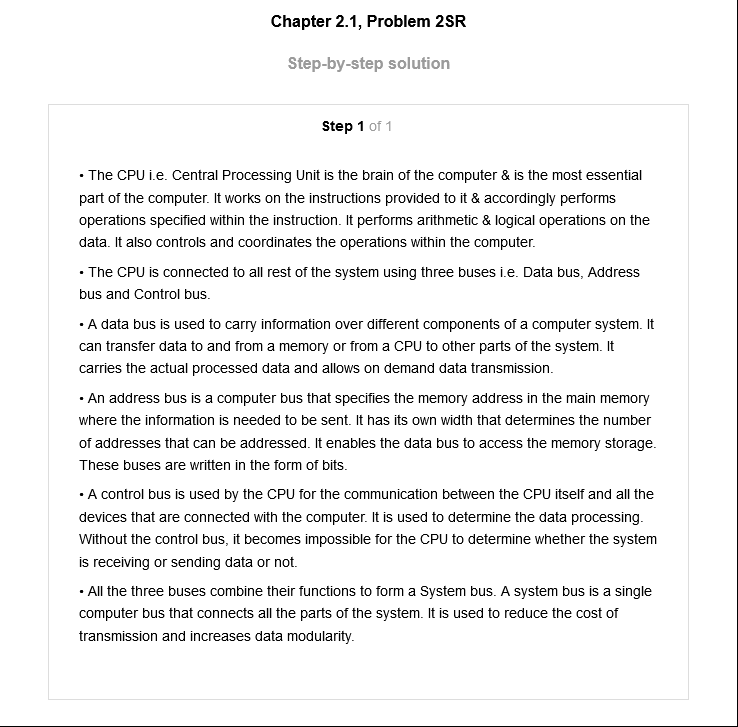 Chapter 2.1, Problem 2SR
Step-by-step solution
Step 1 of 1
• The CPU i.e. Central Processing Unit is the brain of the computer & is the most essential
part of the computer. It works on the instructions provided to it & accordingly performs
operations specified within the instruction. It performs arithmetic & logical operations on the
data. It also controls and coordinates the operations within the computer.
• The CPU is connected to all rest of the system using three buses i.e. Data bus, Address
bus and Control bus.
• A data bus is used to carry information over different components of a computer system. It
can transfer data to and from a memory or from a CPU to other parts of the system. It
carries the actual processed data and allows on demand data transmission.
• An address bus is a computer bus that specifies the memory address in the main memory
where the information is needed to be sent. It has its own width that determines the number
of addresses that can be addressed. It enables the data bus to access the memory storage.
These buses are written in the form of bits.
• A control bus is used by the CPU for the communication between the CPU itself and all the
devices that are connected with the computer. It is used to determine the data processing.
Without the control bus, it becomes impossible for the CPU to determine whether the system
is receiving or sending data or not.
• All the three buses combine their functions to form a System bus. A system bus is a single
computer bus that connects all the parts of the system. It is used to reduce the cost of
transmission and increases data modularity.